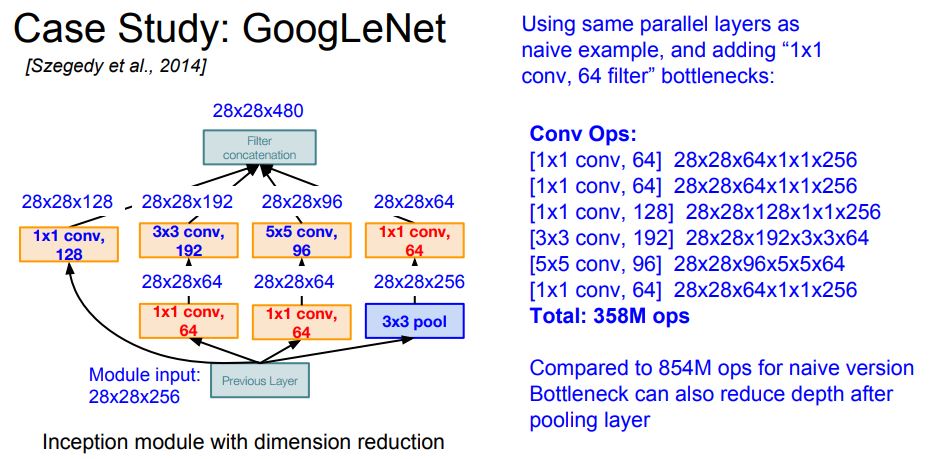 Case Study: GoogLeNet
[Szegedy et al., 2014]
28x28x480
Filter
concatenation
28x28x128
28x28x192
28x28x96
28x28x64
1x1 conv,
128
3x3 conv,
192
5x5 conv,
96
1x1 conv,
64
28x28x64
28x28x64
28x28x256
1x1 conv,
64
1x1 conv,
64
3x3 pool
Module input:
28x28x256
Previous Layer
Inception module with dimension reduction
Using same parallel layers as
naive example, and adding “1x1
conv, 64 filter” bottlenecks:
Conv Ops:
[1x1 conv, 64]  28x28x64x1x1x256
[1x1 conv, 64]  28x28x64x1x1x256
[1x1 conv, 128]  28x28x128x1x1x256
[3x3 conv, 192]  28x28x192x3x3x64
[5x5 conv, 96]  28x28x96x5x5x64
[1x1 conv, 64]  28x28x64x1x1x256
Total: 358M ops
Compared to 854M ops for naive version
Bottleneck can also reduce depth after
pooling layer